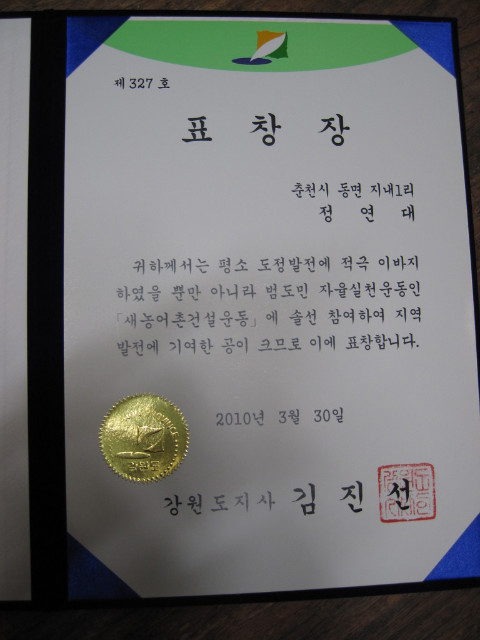 제 327 호
표 창 장
춘천시 동면 지내1리
정 연 대
귀하께서는 평소 도정발전에 적극 이바지
하였을 뿐만 아니라 범도민 자율실천운동인
「새농어촌건설운동」에 솔선 참여하여 지역
발전에 기여한 공이 크므로 이에 표창합니다.
2010년 3월 30일
강원도
강원도지사 김 진 선